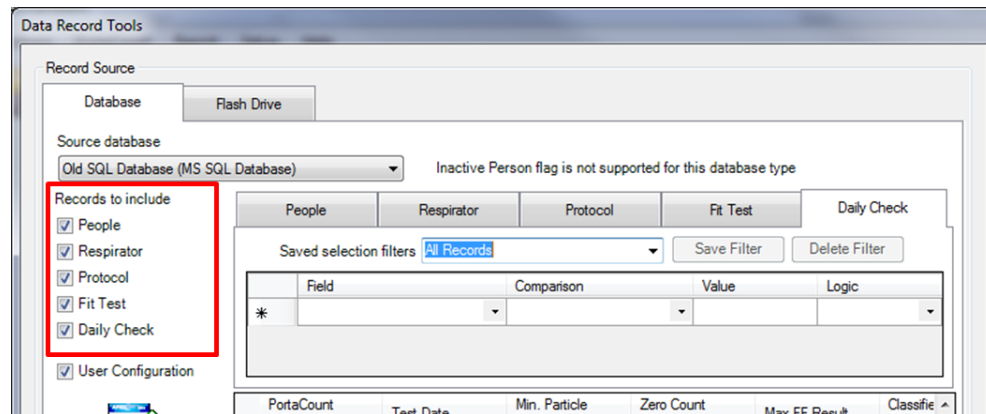 Data Record Tools
Record Source
Database Flash Drive
Source database
Old SQL Database (MS SQL Database) Inactive Person flag is not supported for this database type
Records to include
People
Respirator
Protocol
Fit Test
Daily Check
User Configuration
People Respirator Protocol Fit Test Daily Check
Saved selection filters All Records Save Filter Delete Filter
Field Comparison Value Logic
PortaCount Test Date Min. Particle Zero Count Max FF Result Classifie